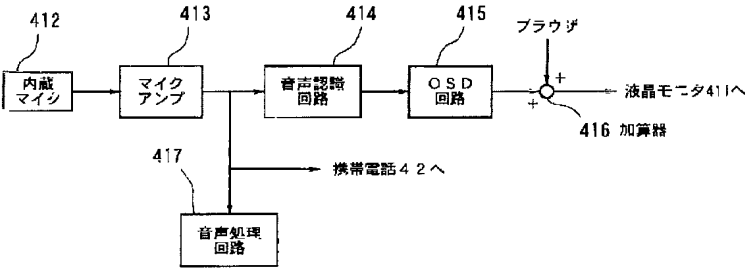 412
413
414
415
ブラウザ
内蔵
マイク
マイク
アンプ
音声認識
回路
OSD
回路
+
+
液晶モニタ411へ
416 加算器
417
携帯電話42へ
音声処理
回路